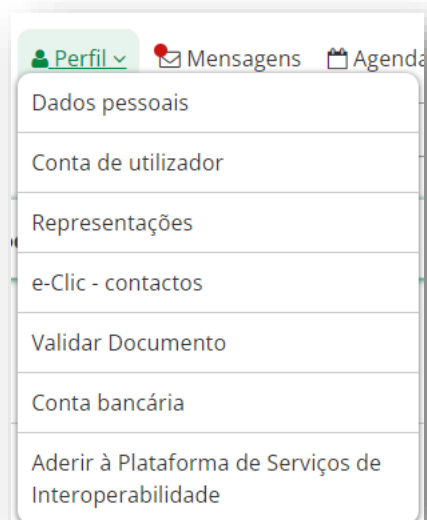 Perfil Mensagens Agenda
Dados pessoais
Conta de utilizador
Representações
e-Clic - contactos
Validar Documento
Conta bancária
Aderir à Plataforma de Serviços de
Interoperabilidade